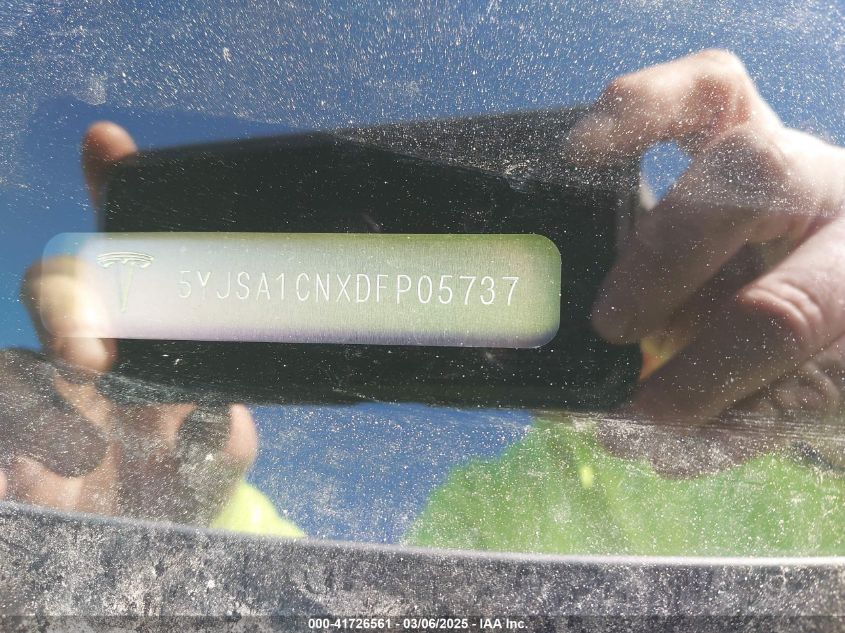 5YJSA1CNXDFP05737
000-41726561 - 03/06/2025 - IAA Inc.